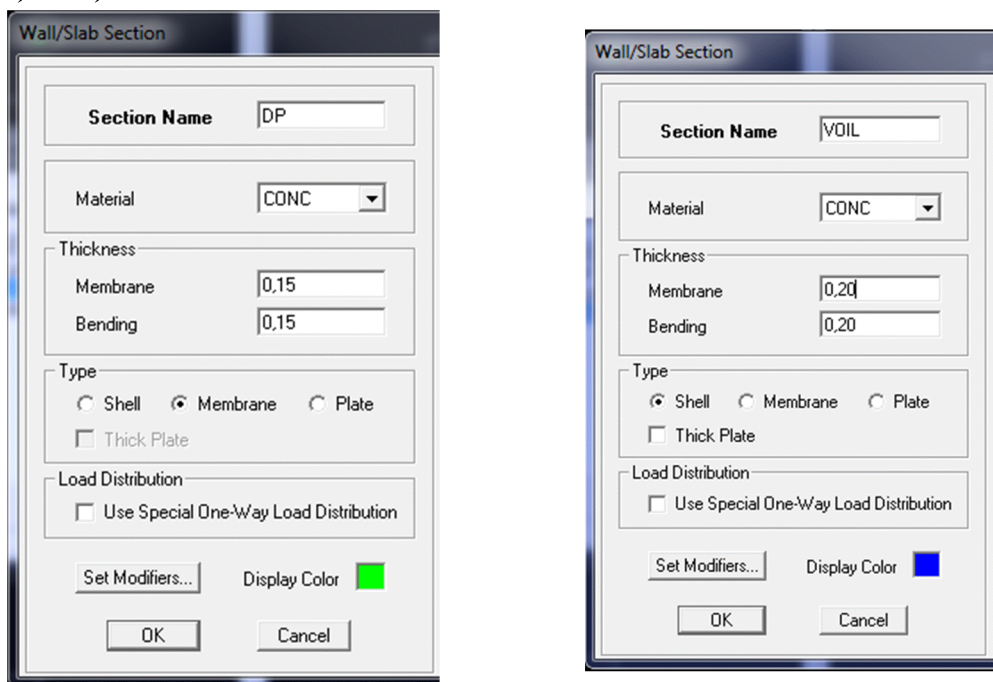 Wall/Slab Section
Section Name DP
Material CONC
Thickness
Membrane 0,15
Bending 0,15
Type
Shell Membrane Plate
Thick Plate
Load Distribution
Use Special One-Way Load Distribution
Set Modifiers... Display Color
OK Cancel
Wall/Slab Section
Section Name VOIL
Material CONC
Thickness
Membrane 0,20
Bending 0,20
Type
Shell Membrane Plate
Thick Plate
Load Distribution
Use Special One-Way Load Distribution
Set Modifiers... Display Color
OK Cancel